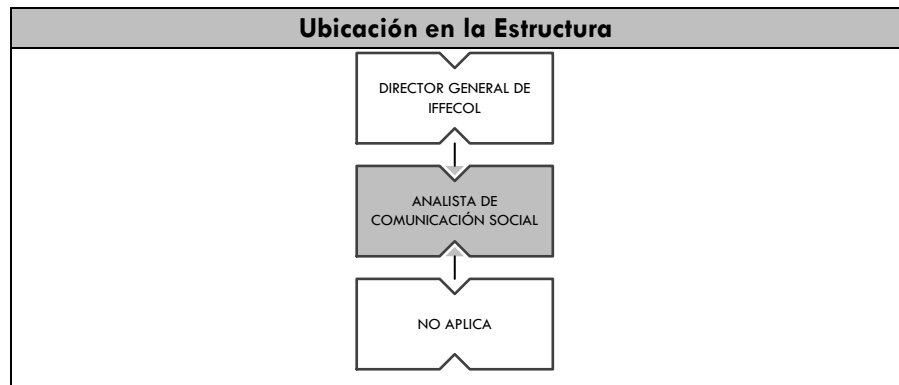 Ubicación en la Estructura
DIRECTOR GENERAL DE
IFFECOL
ANALISTA DE
COMUNICACIÓN SOCIAL
NO APLICA